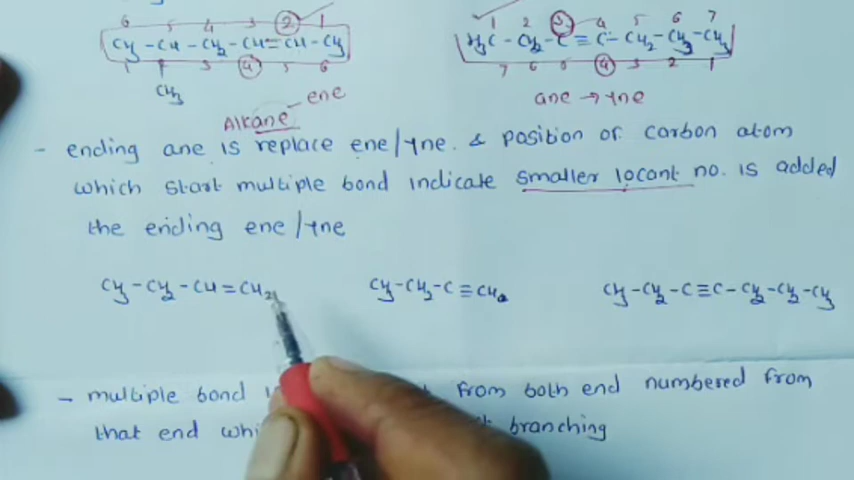 6 5 4 3 2 1 1 2 3 4 5 6 7
CH3 - CH - CH2 - CH = CH - CH3 H3C - CH2 - C ≡ C - CH2 - CH2 - CH3
1 2 3 4 5 6 7 6 5 4 3 2 1
CH3
Alkane - ene ane → yne
- ending ane is replace ene/yne. & position of carbon atom
which start multiple bond indicate smaller locant no. is added
the ending ene/yne
CH3 - CH2 - CH = CH2 CH3 - CH2 - C ≡ CH2 CH3 - CH2 - C ≡ C - CH2 - CH2 - CH3
- multiple bond from both end numbered from
that end branching